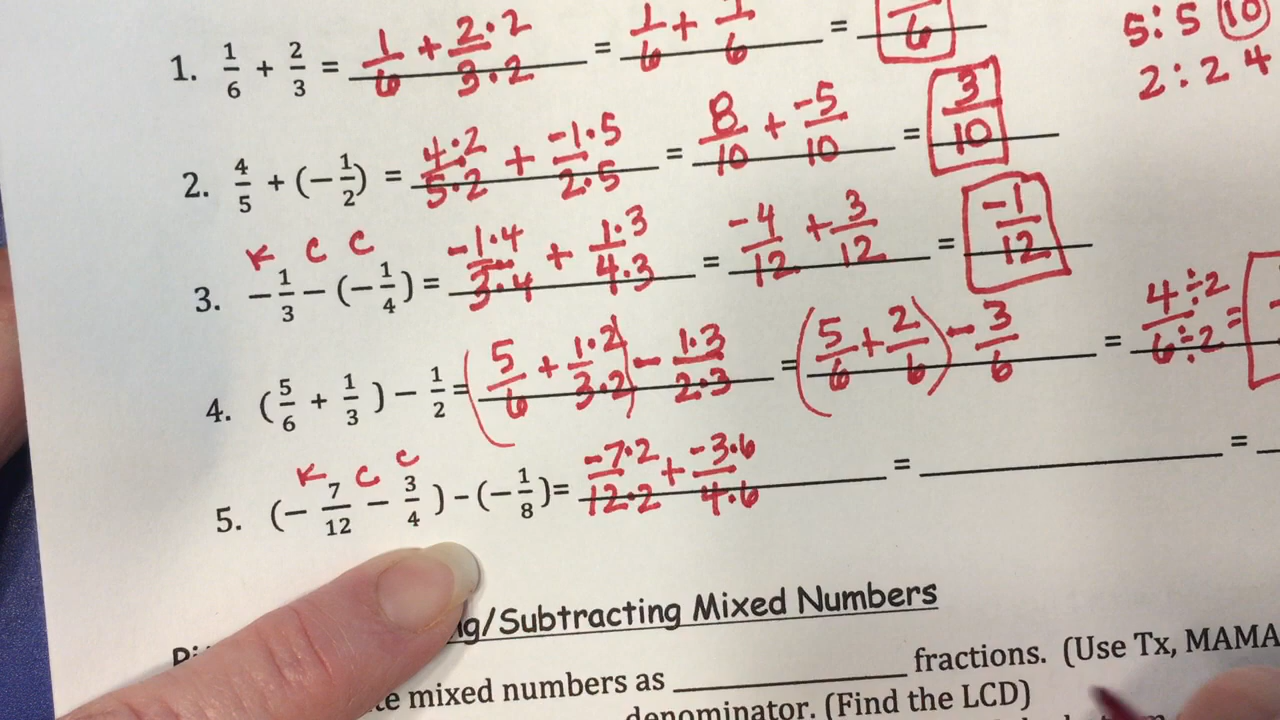 1. 1/6 + 2/3 = 1/6 + 2·2/3·2 = 1/6 + 1/6 = /6
5:5 10
2:2 4
2. 4/5 + (-1/2) = 4·2/5·2 + -1·5/2·5 = 8/10 + -5/10 = 3/10
K C C
3. -1/3 - (-1/4) = -1·4/3·4 + 1·3/4·3 = -4/12 + 3/12 = -1/12
4. (5/6 + 1/3) - 1/2 = (5/6 + 1·2/3·2) - 1·3/2·3 = (5/6 + 2/6) - 3/6 = 4÷2/6÷2 =
K C C
5. (-7/12 - 3/4) - (-1/8) = -7·2/12·2 + -3·6/4·6 = =
ng/Subtracting Mixed Numbers
mixed numbers as ______ fractions. (Use Tx, MAMA
denominator. (Find the LCD)